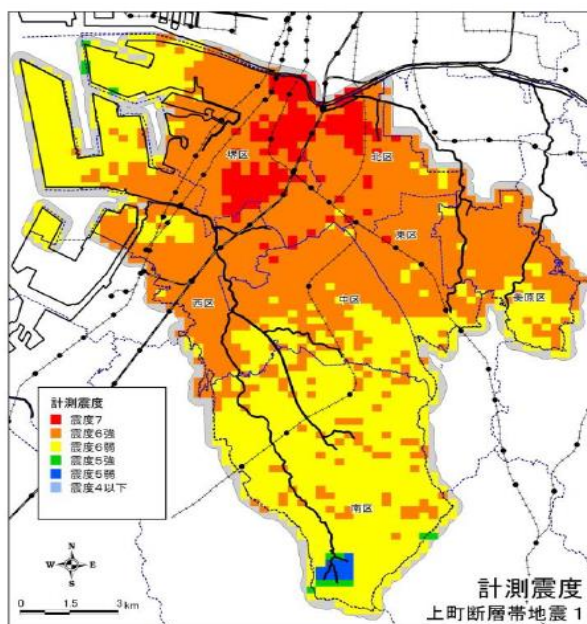 堺区
北区
東区
西区
中区
美原区
南区
計測震度
震度7
震度6強
震度6弱
震度5強
震度5弱
震度4以下
N
W E
S
0 1.5 3 km
計測震度
上町断層帯地震1